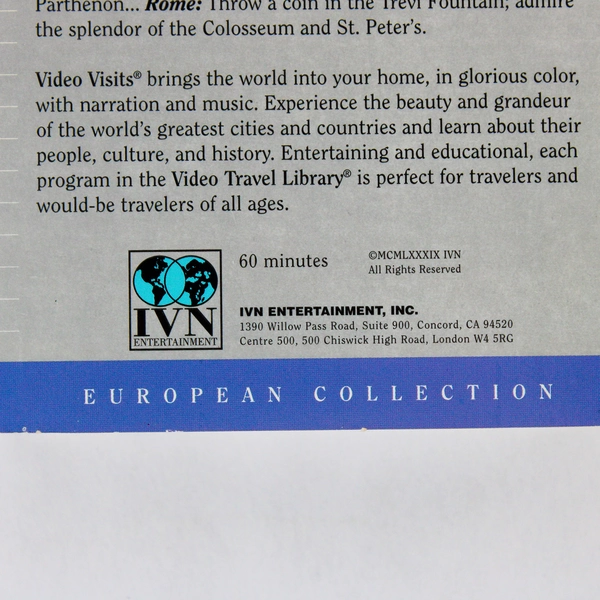 Parthenon... Rome: Throw a coin in the Trevi Fountain; admire
the splendor of the Colosseum and St. Peter's.
Video Visits® brings the world into your home, in glorious color,
with narration and music. Experience the beauty and grandeur
of the world's greatest cities and countries and learn about their
people, culture, and history. Entertaining and educational, each
program in the Video Travel Library® is perfect for travelers and
would-be travelers of all ages.
60 minutes
©MCMLXXXIX IVN
All Rights Reserved
IVN
ENTERTAINMENT
IVN ENTERTAINMENT, INC.
1390 Willow Pass Road, Suite 900, Concord, CA 94520
Centre 500, 500 Chiswick High Road, London W4 5RG
EUROPEAN COLLECTION